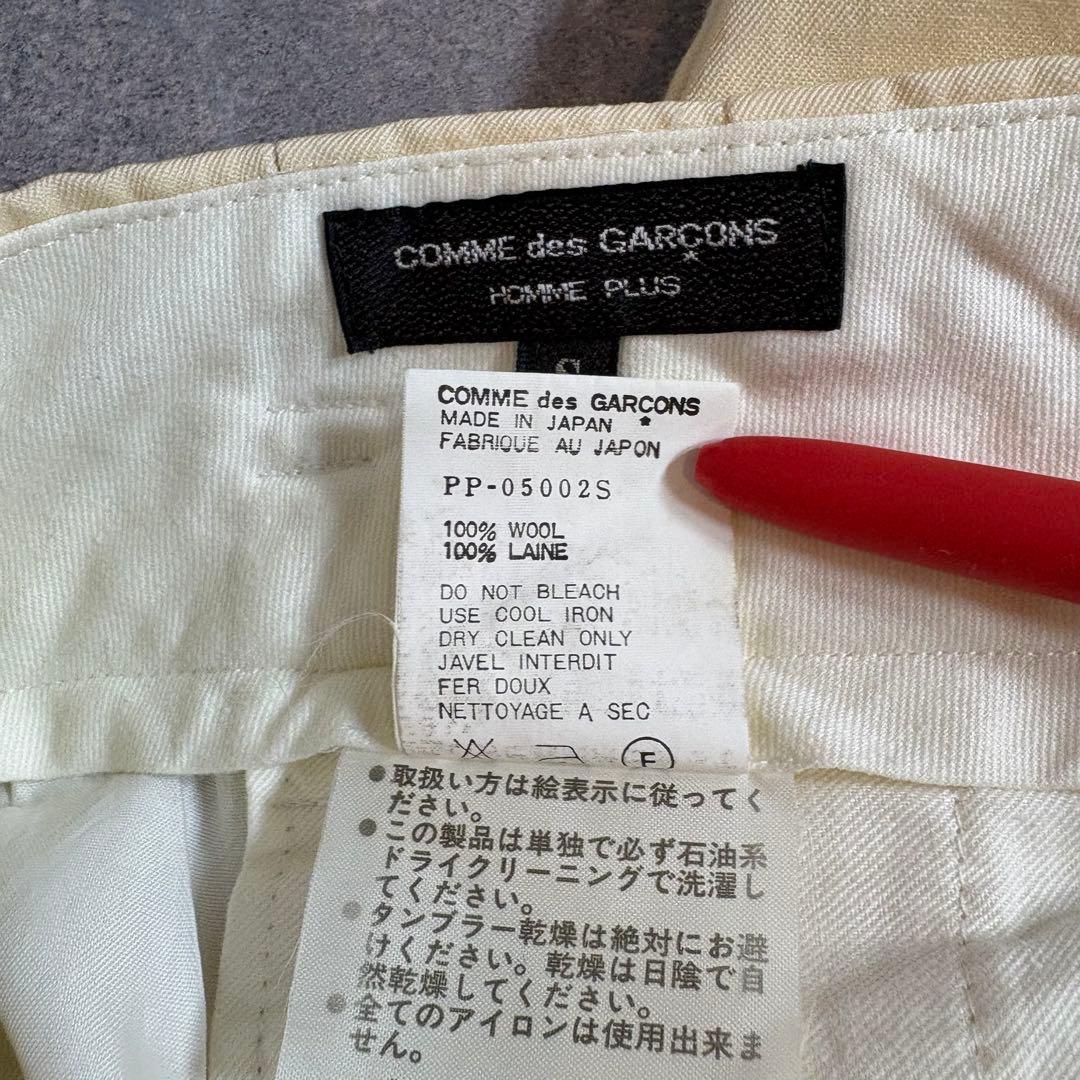 COMME des GARÇONS
HOMME PLUS
S
COMME des GARCONS
MADE IN JAPAN *
FABRIQUE AU JAPON
PP-05002S
100% WOOL
100% LAINE
DO NOT BLEACH
USE COOL IRON
DRY CLEAN ONLY
JAVEL INTERDIT
FER DOUX
NETTOYAGE A SEC
F
●取扱い方は絵表示に従ってく
ださい。
●この製品は単独で必ず石油系
ドライクリーニングで洗濯し
てください。
●タンブラー乾燥は絶対にお避
けください。乾燥は日陰で自
然乾燥してください。
●全てのアイロンは使用出来ま
せん。